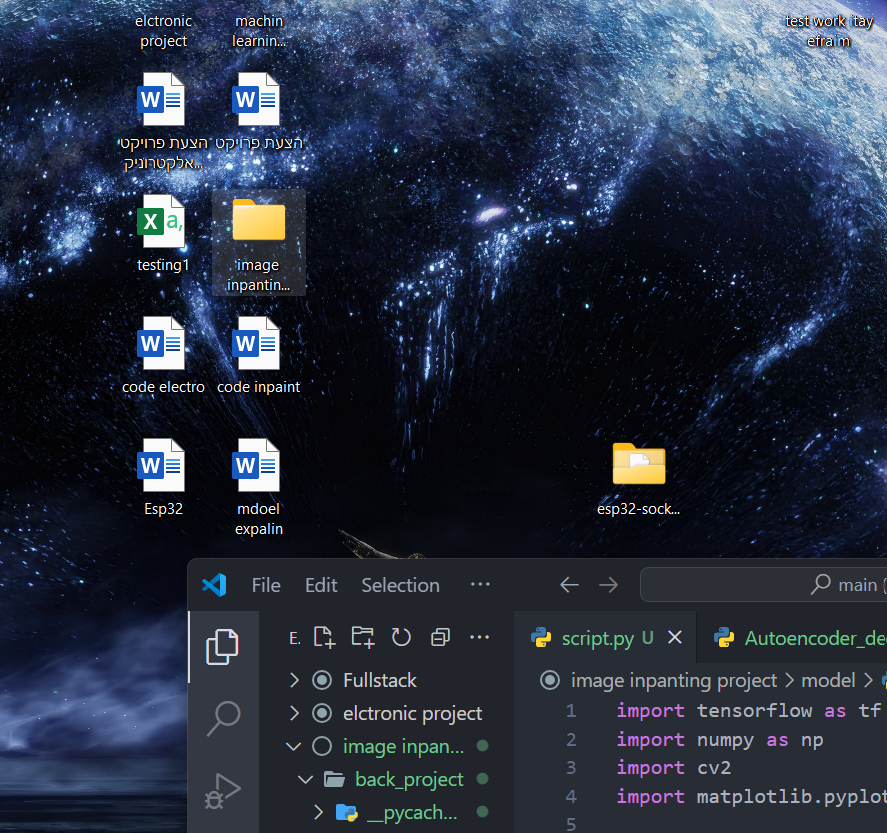 elctronic
project
machin
learnin...
test work itay
efraim
הצעת פרויקט
אלקטרוניק...
הצעת פרויקט
testing1
image
inpantin...
code electro
code inpaint
Esp32
mdoel
expalin
esp32-sock...
File Edit Selection ···
main (
E.
script.py U
Autoencoder_de
Fullstack
elctronic project
image inpan...
back_project
__pycach...
image inpanting project > model >
1 import tensorflow as tf
2 import numpy as np
3 import cv2
4 import matplotlib.pyplot
5